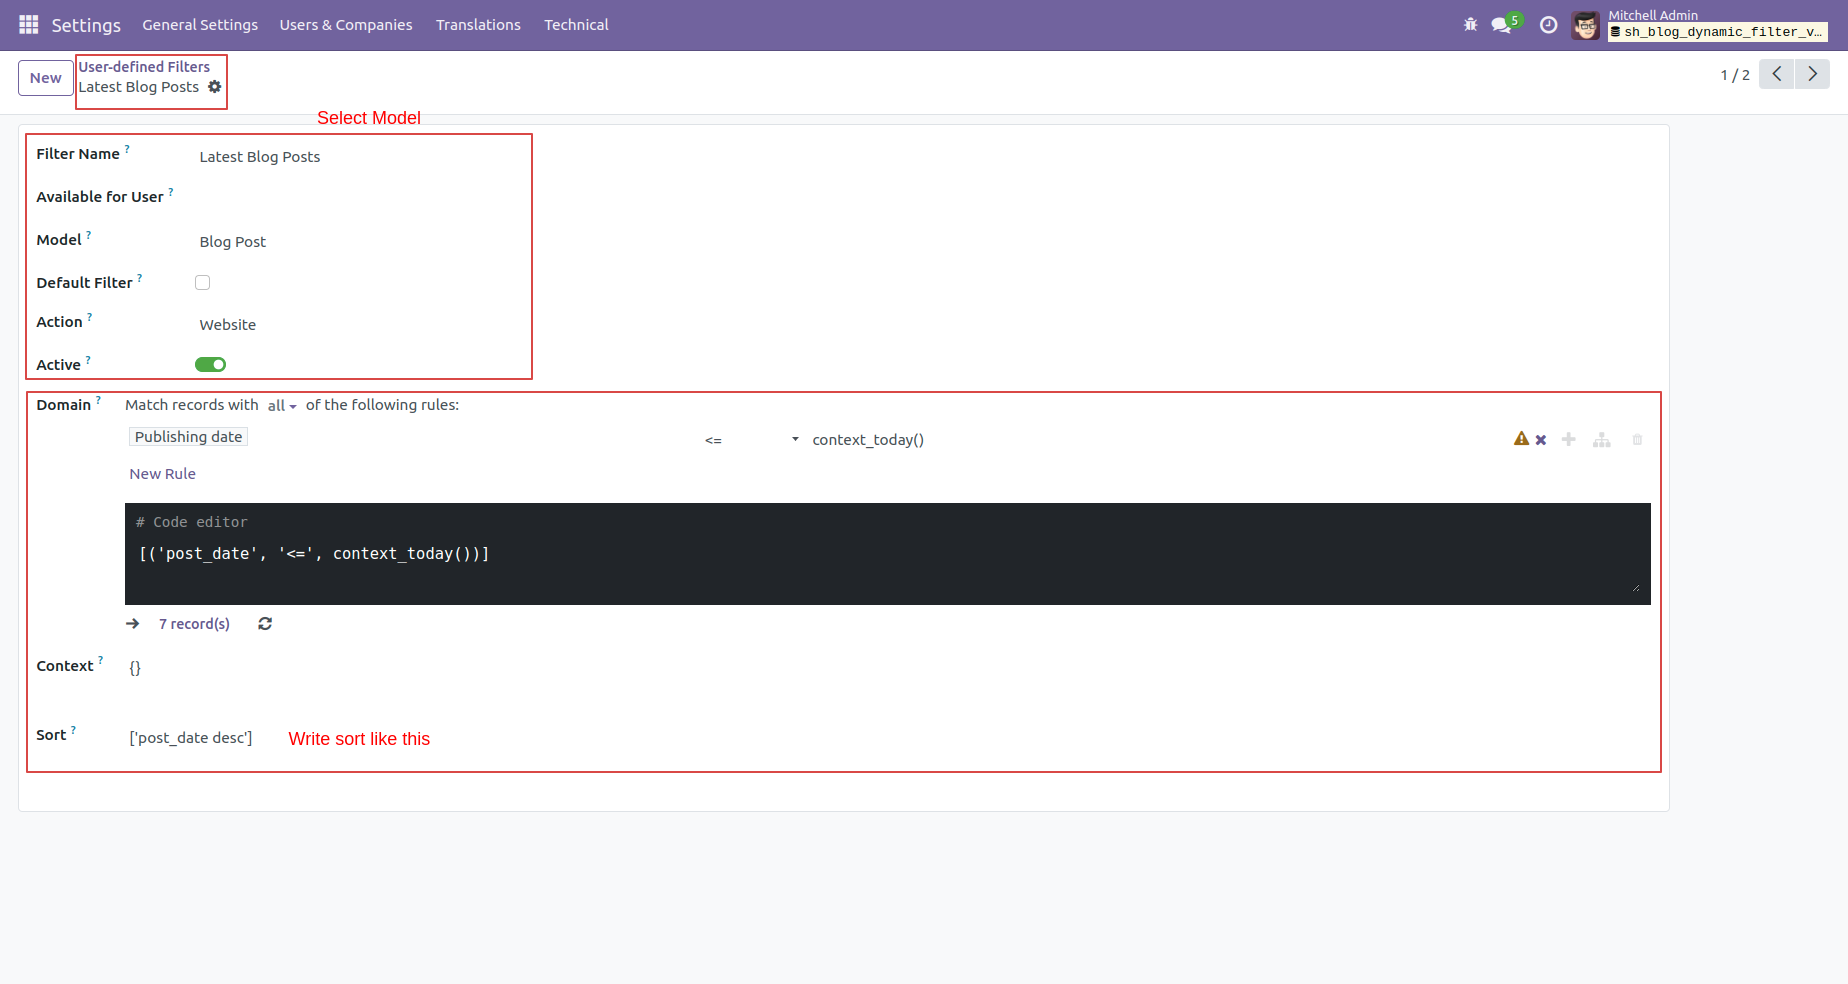 Settings General Settings Users & Companies Translations Technical 5 Mitchell Admin
sh_blog_dynamic_filter_v...
New User-defined Filters
Latest Blog Posts
1 / 2
Select Model
Filter Name ? Latest Blog Posts
Available for User ?
Model ? Blog Post
Default Filter ?
Action ? Website
Active ?
Domain ? Match records with all of the following rules:
Publishing date <= context_today()
New Rule
# Code editor
[('post_date', '<=', context_today())]
7 record(s)
Context ? {}
Sort ? ['post_date desc'] Write sort like this